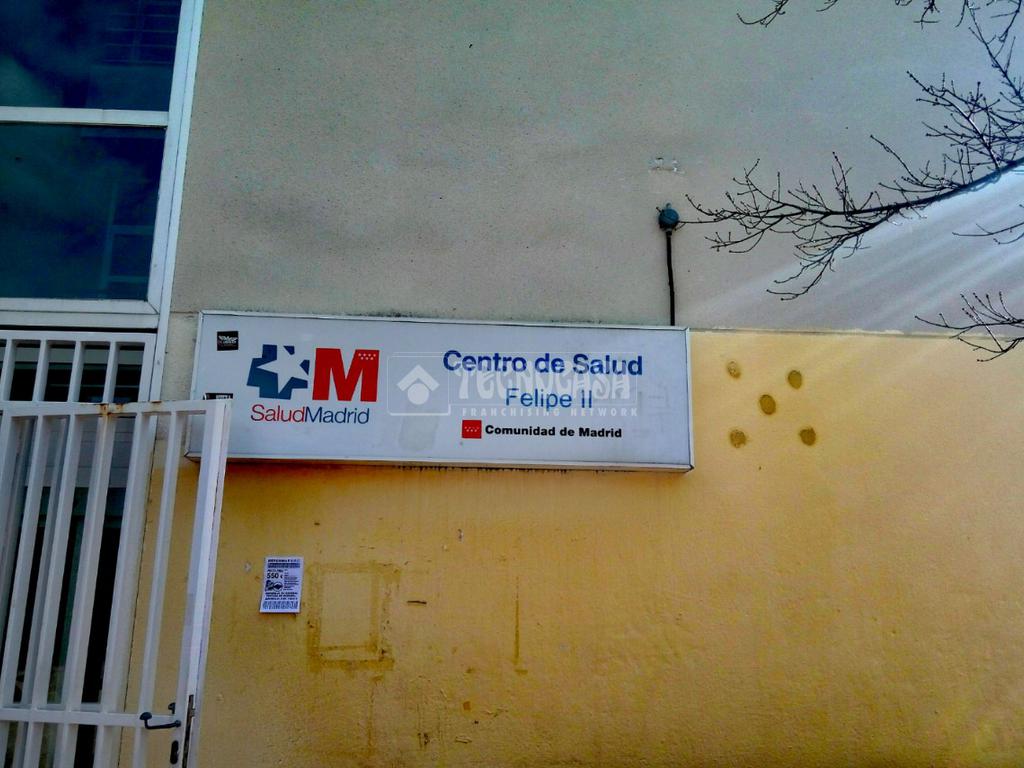 M
SaludMadrid
Centro de Salud
Felipe II
Comunidad de Madrid
TECNOCASA
FRANCHISING NETWORK
550 €